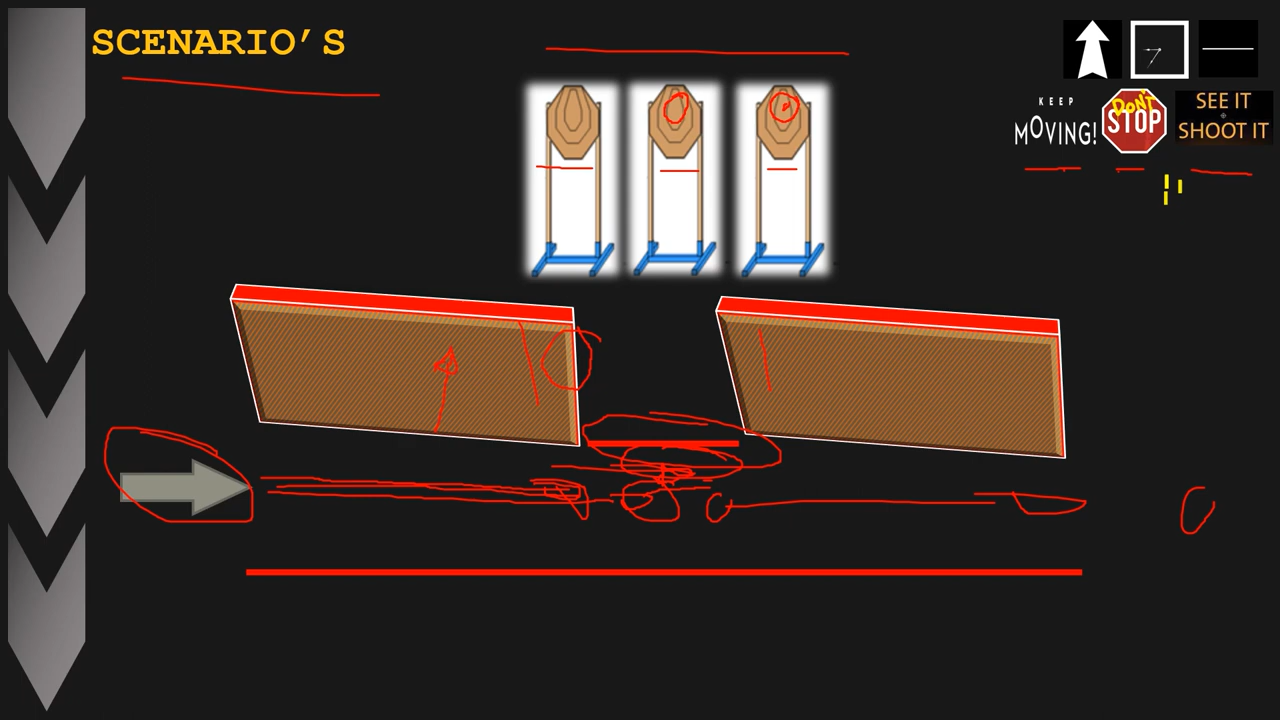 SCENARIO'S
KEEP
MOVING!
DON'T
STOP
SEE IT
SHOOT IT